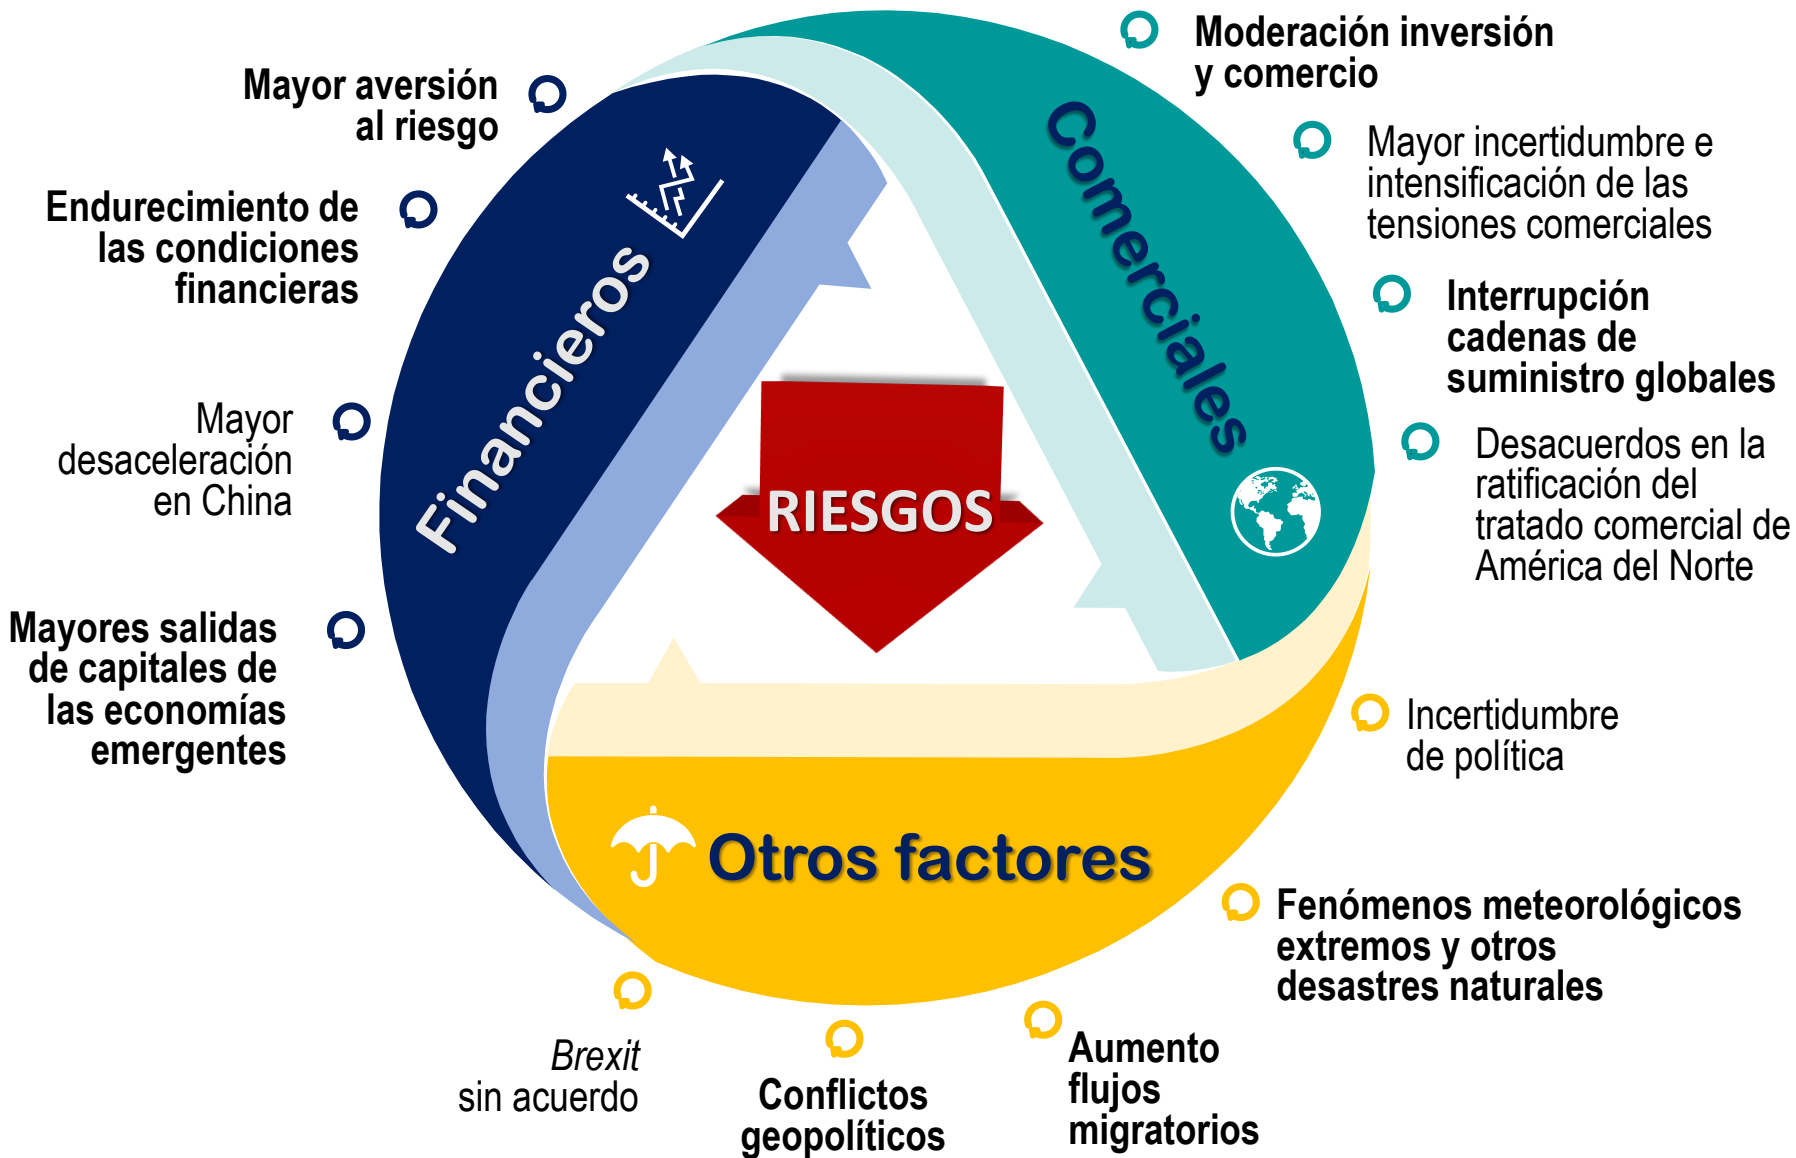 Mayor aversión
al riesgo
Endurecimiento de
las condiciones
financieras
Mayor
desaceleración
en China
Mayores salidas
de capitales de
las economías
emergentes
Financieros
Comerciales
Moderación inversión
y comercio
Mayor incertidumbre e
intensificación de las
tensiones comerciales
Interrupción
cadenas de
suministro globales
Desacuerdos en la
ratificación del
tratado comercial de
América del Norte
RIESGOS
Otros factores
Incertidumbre
de política
Fenómenos meteorológicos
extremos y otros
desastres naturales
Aumento
flujos
migratorios
Conflictos
geopolíticos
Brexit
sin acuerdo